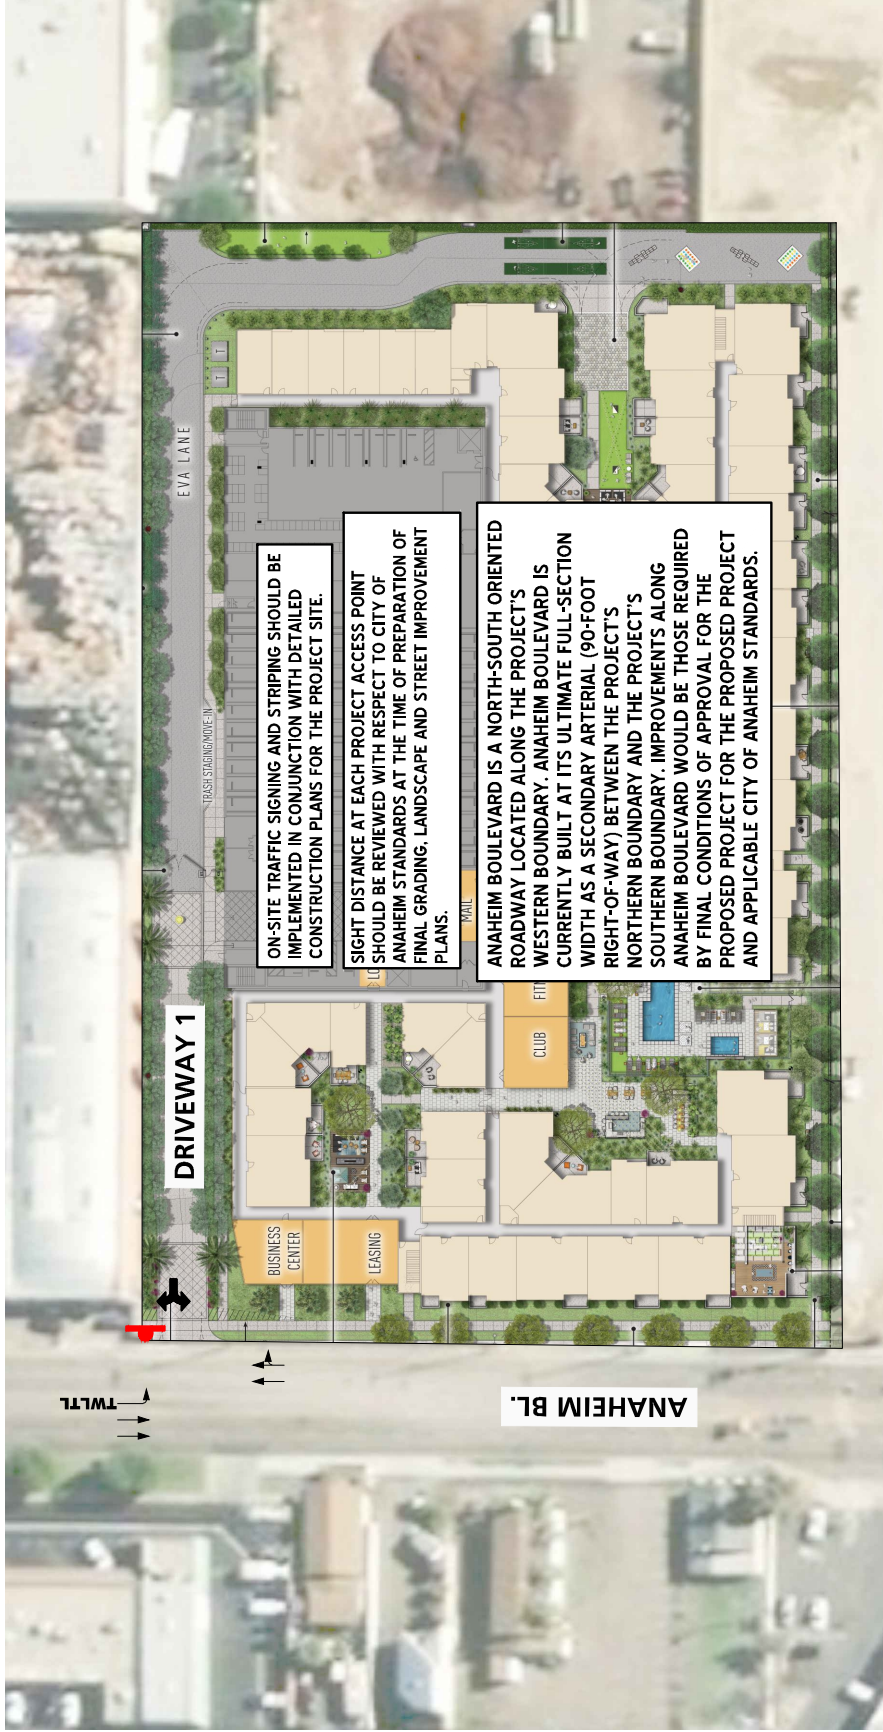 EVA LANE
TRASH STAGING/MOVE-IN
DRIVEWAY 1
ON-SITE TRAFFIC SIGNING AND STRIPING SHOULD BE
IMPLEMENTED IN CONJUNCTION WITH DETAILED
CONSTRUCTION PLANS FOR THE PROJECT SITE.
SIGHT DISTANCE AT EACH PROJECT ACCESS POINT
SHOULD BE REVIEWED WITH RESPECT TO CITY OF
ANAHEIM STANDARDS AT THE TIME OF PREPARATION OF
FINAL GRADING, LANDSCAPE AND STREET IMPROVEMENT
PLANS.
ANAHEIM BOULEVARD IS A NORTH-SOUTH ORIENTED
ROADWAY LOCATED ALONG THE PROJECT'S
WESTERN BOUNDARY. ANAHEIM BOULEVARD IS
CURRENTLY BUILT AT ITS ULTIMATE FULL-SECTION
WIDTH AS A SECONDARY ARTERIAL (90-FOOT
RIGHT-OF-WAY) BETWEEN THE PROJECT'S
NORTHERN BOUNDARY AND THE PROJECT'S
SOUTHERN BOUNDARY. IMPROVEMENTS ALONG
ANAHEIM BOULEVARD WOULD BE THOSE REQUIRED
BY FINAL CONDITIONS OF APPROVAL FOR THE
PROPOSED PROJECT FOR THE PROPOSED PROJECT
AND APPLICABLE CITY OF ANAHEIM STANDARDS.
LO
MAIL
FITN
CLUB
BUSINESS
CENTER
LEASING
T
T
TWLTL
ANAHEIM BL.